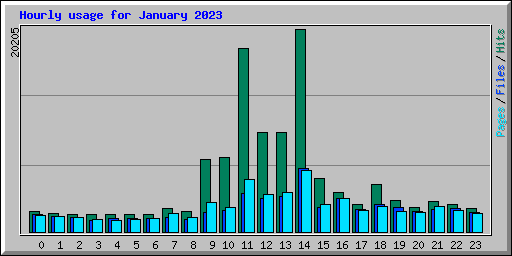 Hourly usage for January 2023
20205
Pages/Files/Hits
0 1 2 3 4 5 6 7 8 9 10 11 12 13 14 15 16 17 18 19 20 21 22 23